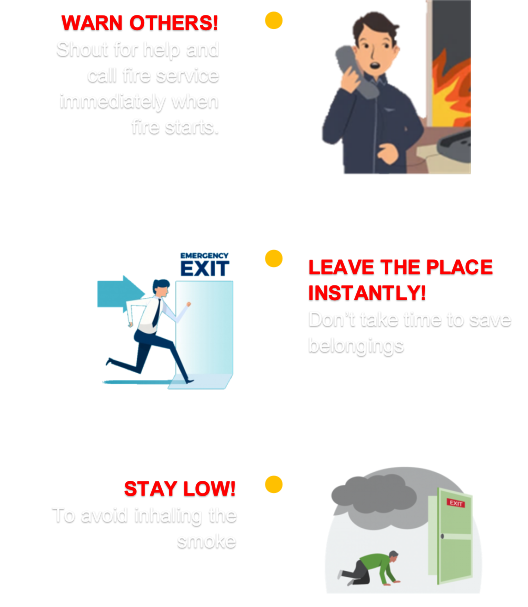 WARN OTHERS!
Shout for help and
call fire service
immediately when
fire starts.
EMERGENCY
EXIT
LEAVE THE PLACE
INSTANTLY!
Don't take time to save
belongings
STAY LOW!
To avoid inhaling the
smoke
EXIT